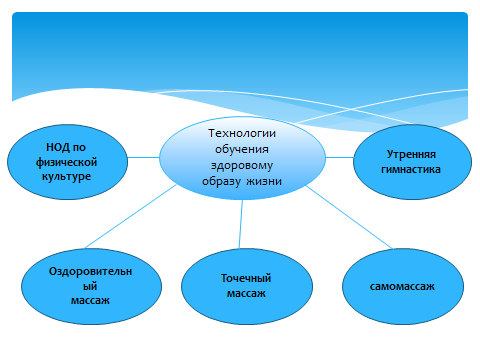 Технологии
обучения
здоровому
образу жизни
НОД по
физической
культуре
Утренняя
гимнастика
Оздоровительн
ый
массаж
Точечный
массаж
самомассаж